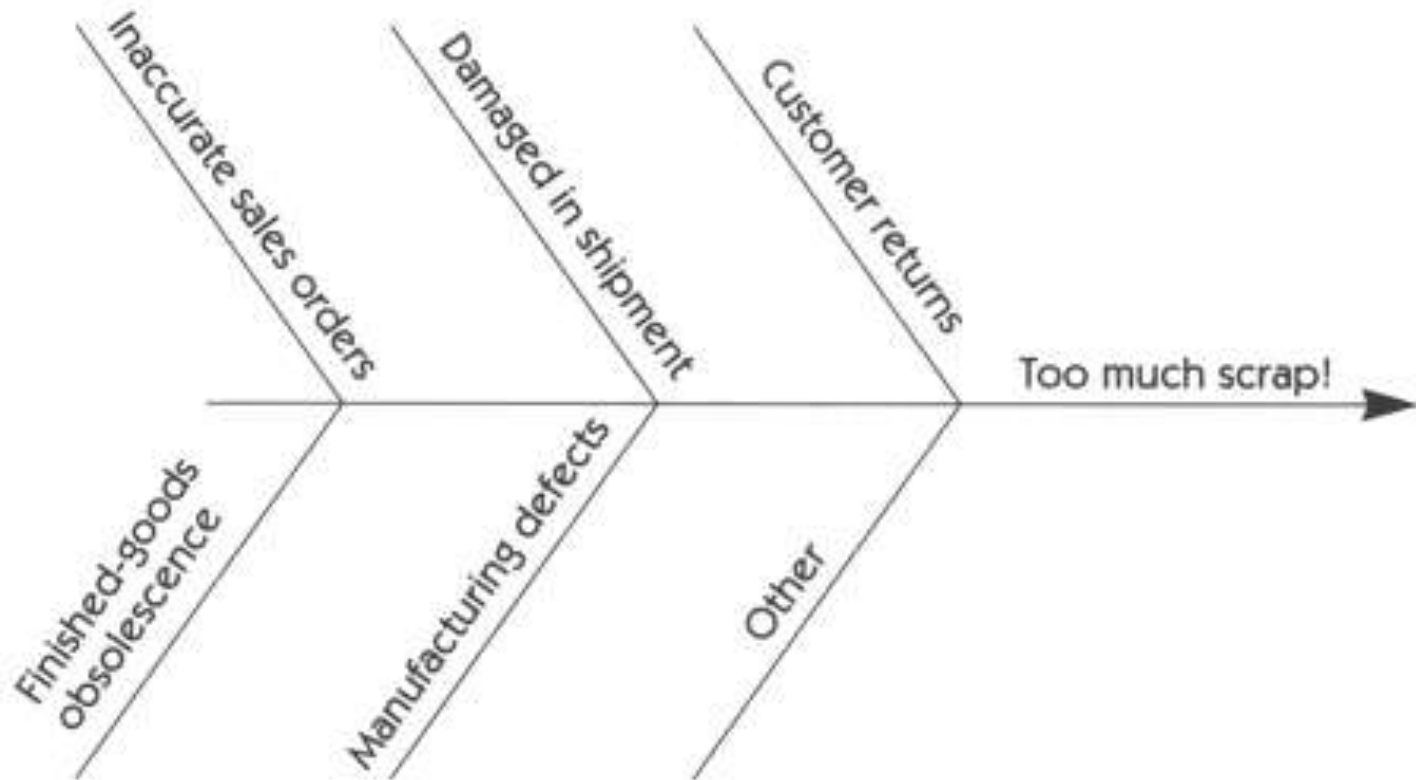 Inaccurate sales orders
Damaged in shipment
Customer returns
Too much scrap!
Finished-goods
obsolescence
Manufacturing defects
Other